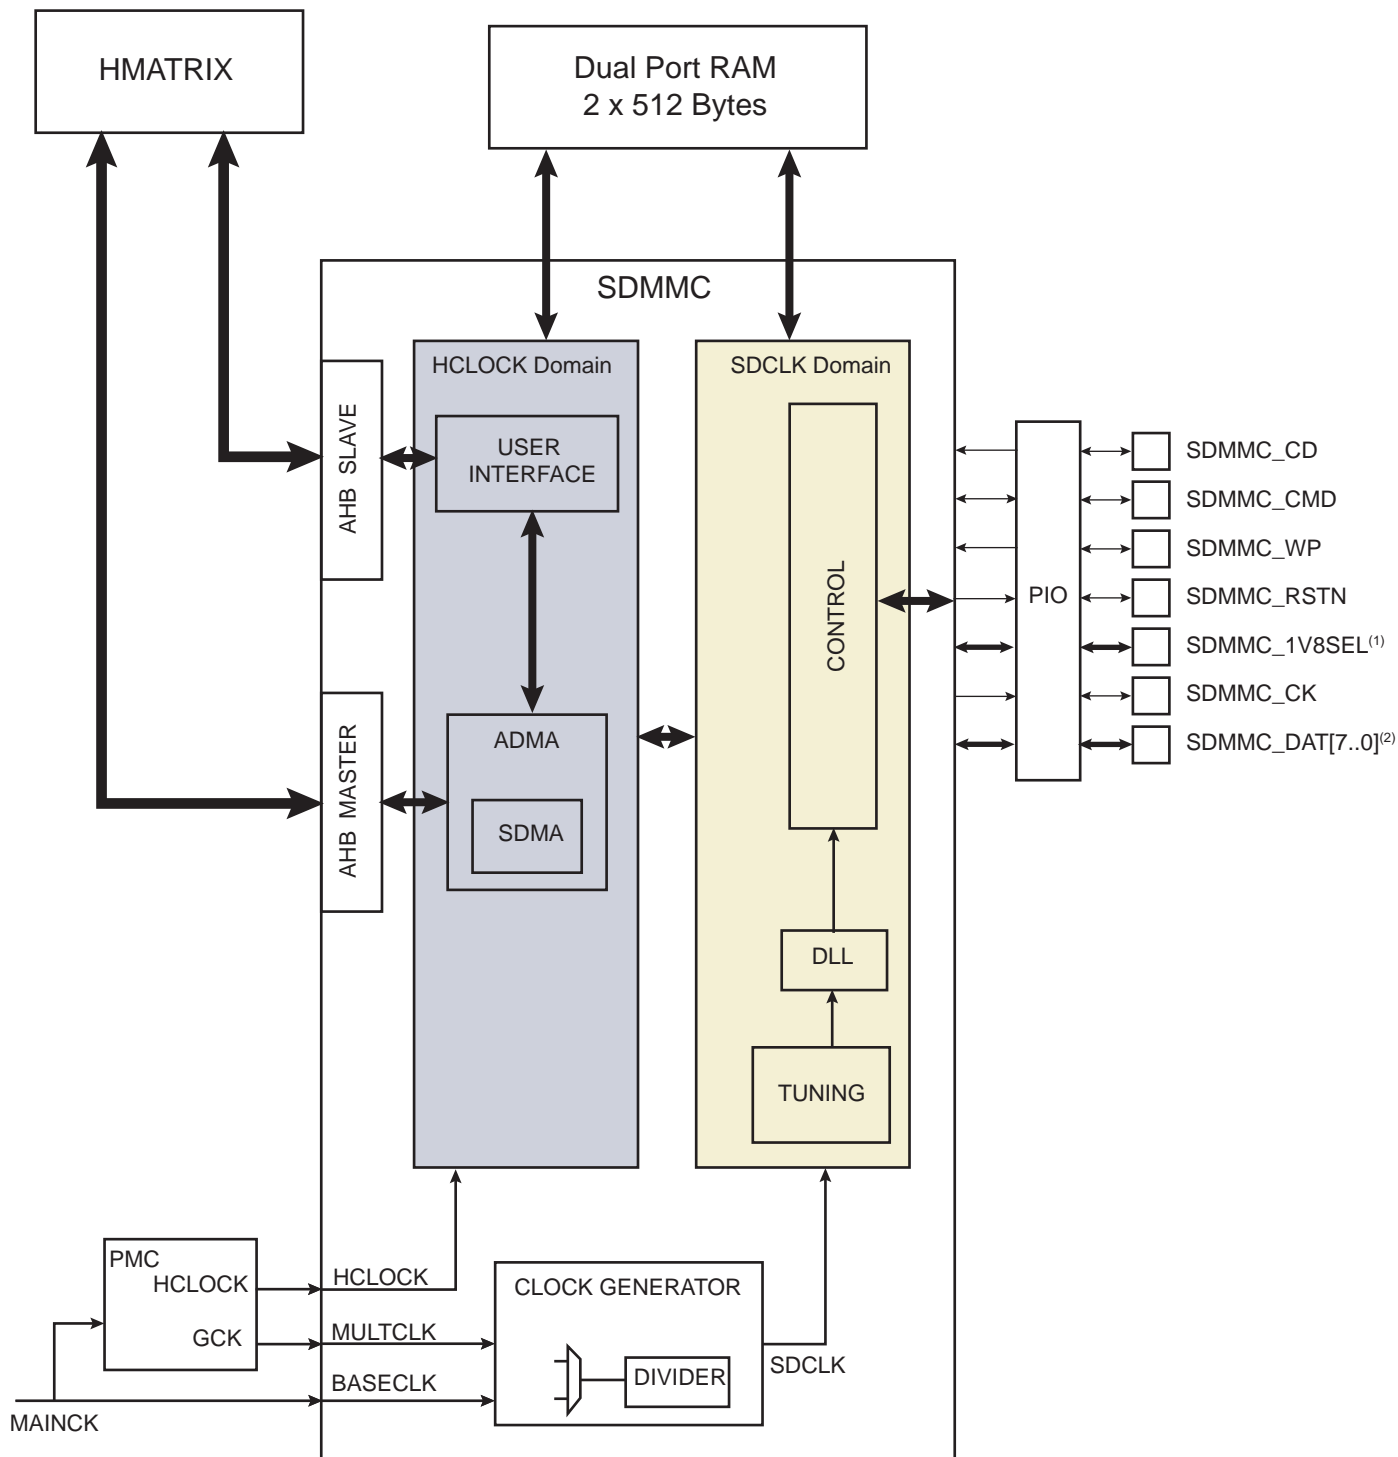 HMATRIX
Dual Port RAM
2 x 512 Bytes
SDMMC
HCLOCK Domain
SDCLK Domain
AHB SLAVE
USER
INTERFACE
CONTROL
PIO
SDMMC_CD
SDMMC_CMD
SDMMC_WP
SDMMC_RSTN
SDMMC_1V8SEL(1)
SDMMC_CK
SDMMC_DAT[7..0](2)
AHB MASTER
ADMA
SDMA
DLL
TUNING
PMC
HCLOCK
GCK
HCLOCK
MULTCLK
BASECLK
MAINCK
CLOCK GENERATOR
DIVIDER
SDCLK